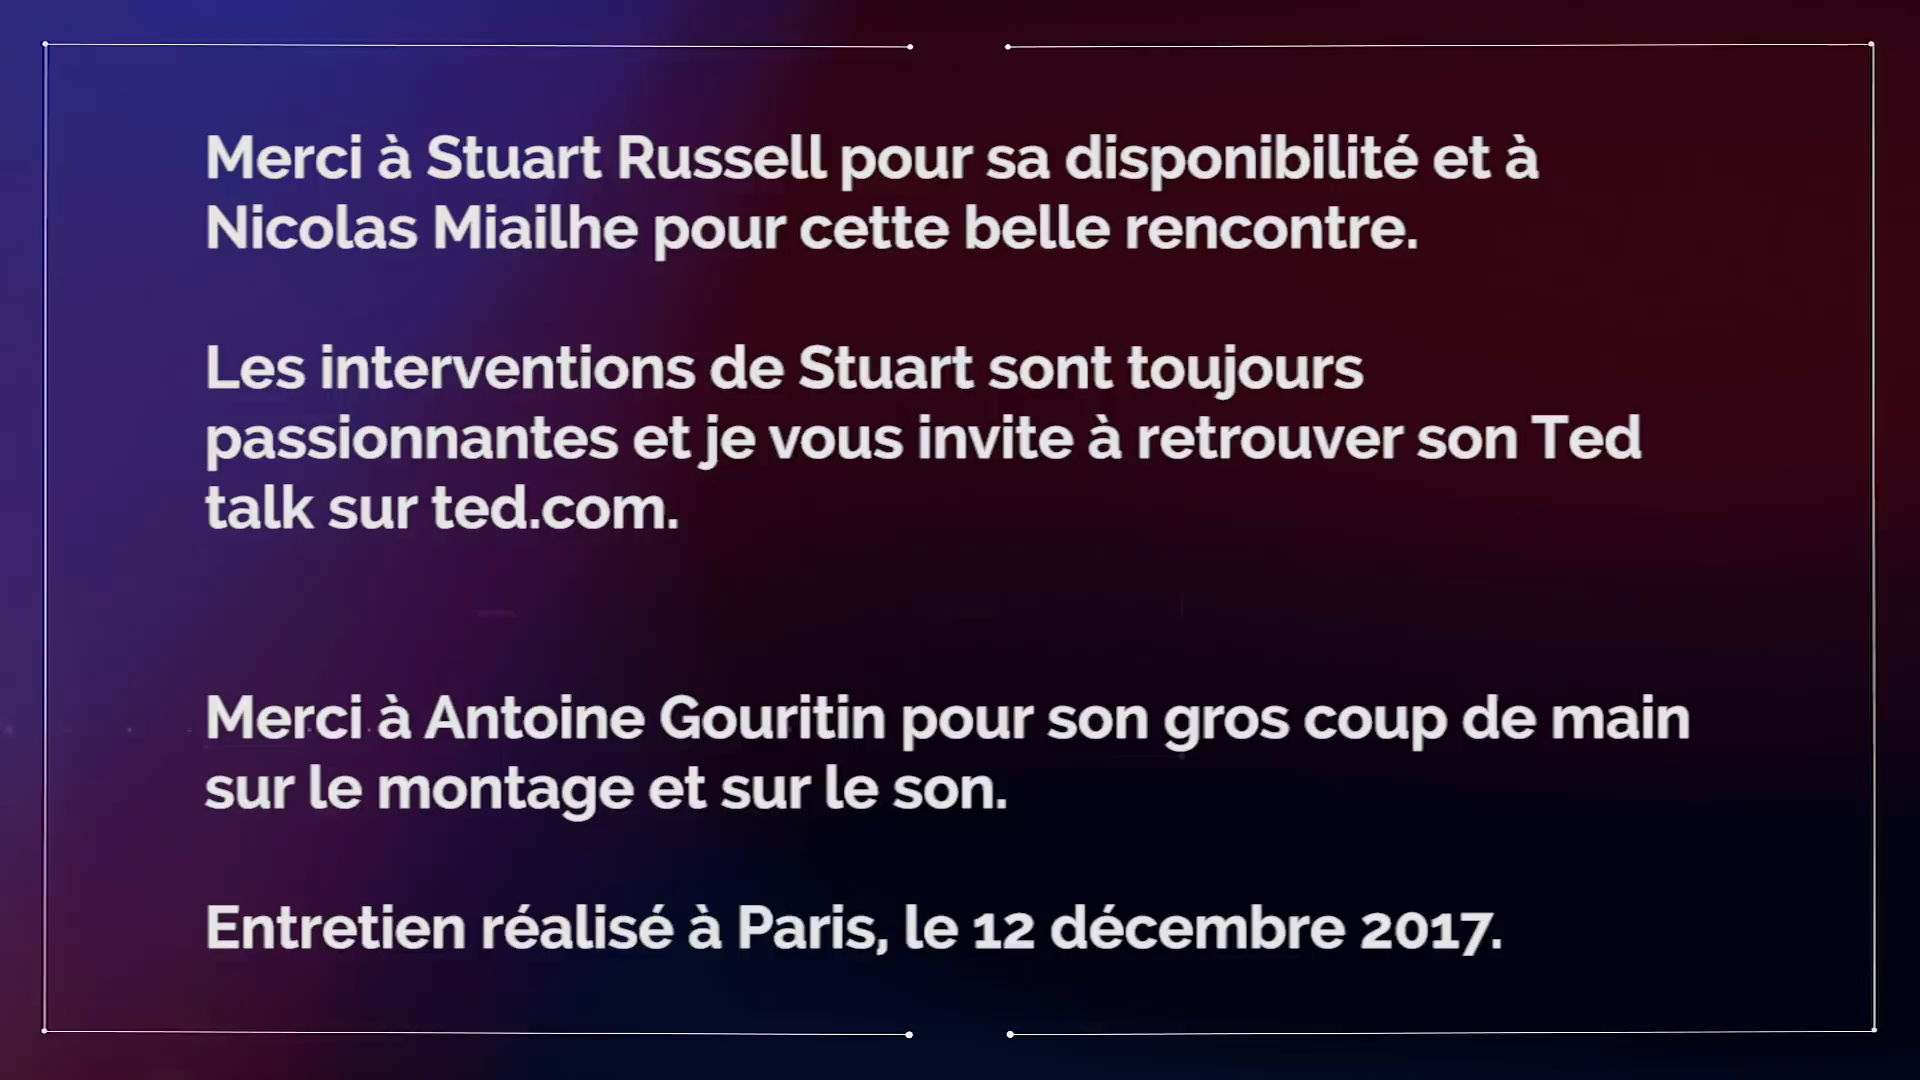 Merci à Stuart Russell pour sa disponibilité et à
Nicolas Miailhe pour cette belle rencontre.
Les interventions de Stuart sont toujours
passionnantes et je vous invite à retrouver son Ted
talk sur ted.com.
Merci à Antoine Gouritin pour son gros coup de main
sur le montage et sur le son.
Entretien réalisé à Paris, le 12 décembre 2017.